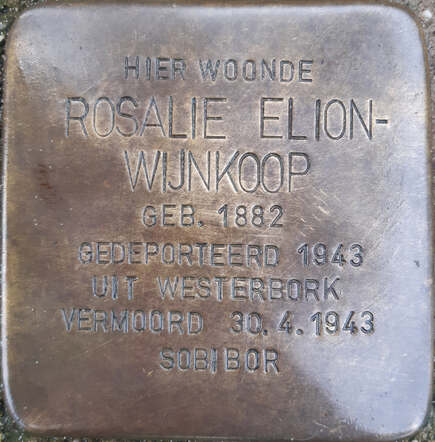 HIER WOONDE
ROSALIE ELION-
WIJNKOOP
GEB. 1882
GEDEPORTEERD 1943
UIT WESTERBORK
VERMOORD 30.4.1943
SOBIBOR